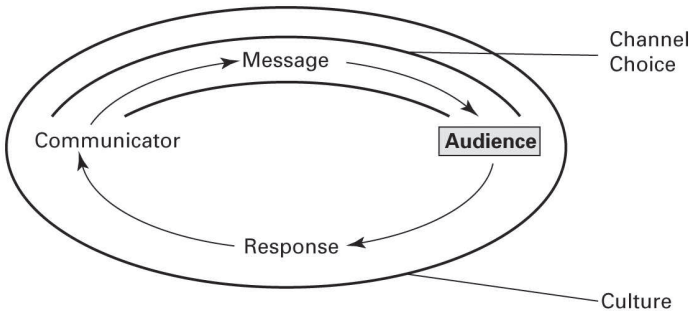 Message
Channel
Choice
Communicator
Audience
Response
Culture